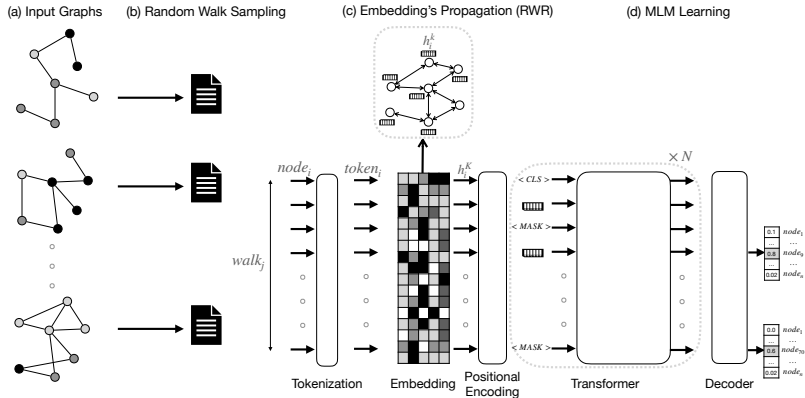 (a) Input Graphs
(b) Random Walk Sampling
(c) Embedding's Propagation (RWR)
(d) MLM Learning
h_i^k
node_i
token_i
h_i^K
× N
walk_j
< CLS >
< MASK >
< MASK >
0.1 node_1
... ...
0.8 node_9
... ...
0.02 node_n
0.0 node_1
... ...
0.6 node_70
... ...
0.02 node_n
Tokenization
Embedding
Positional
Encoding
Transformer
Decoder